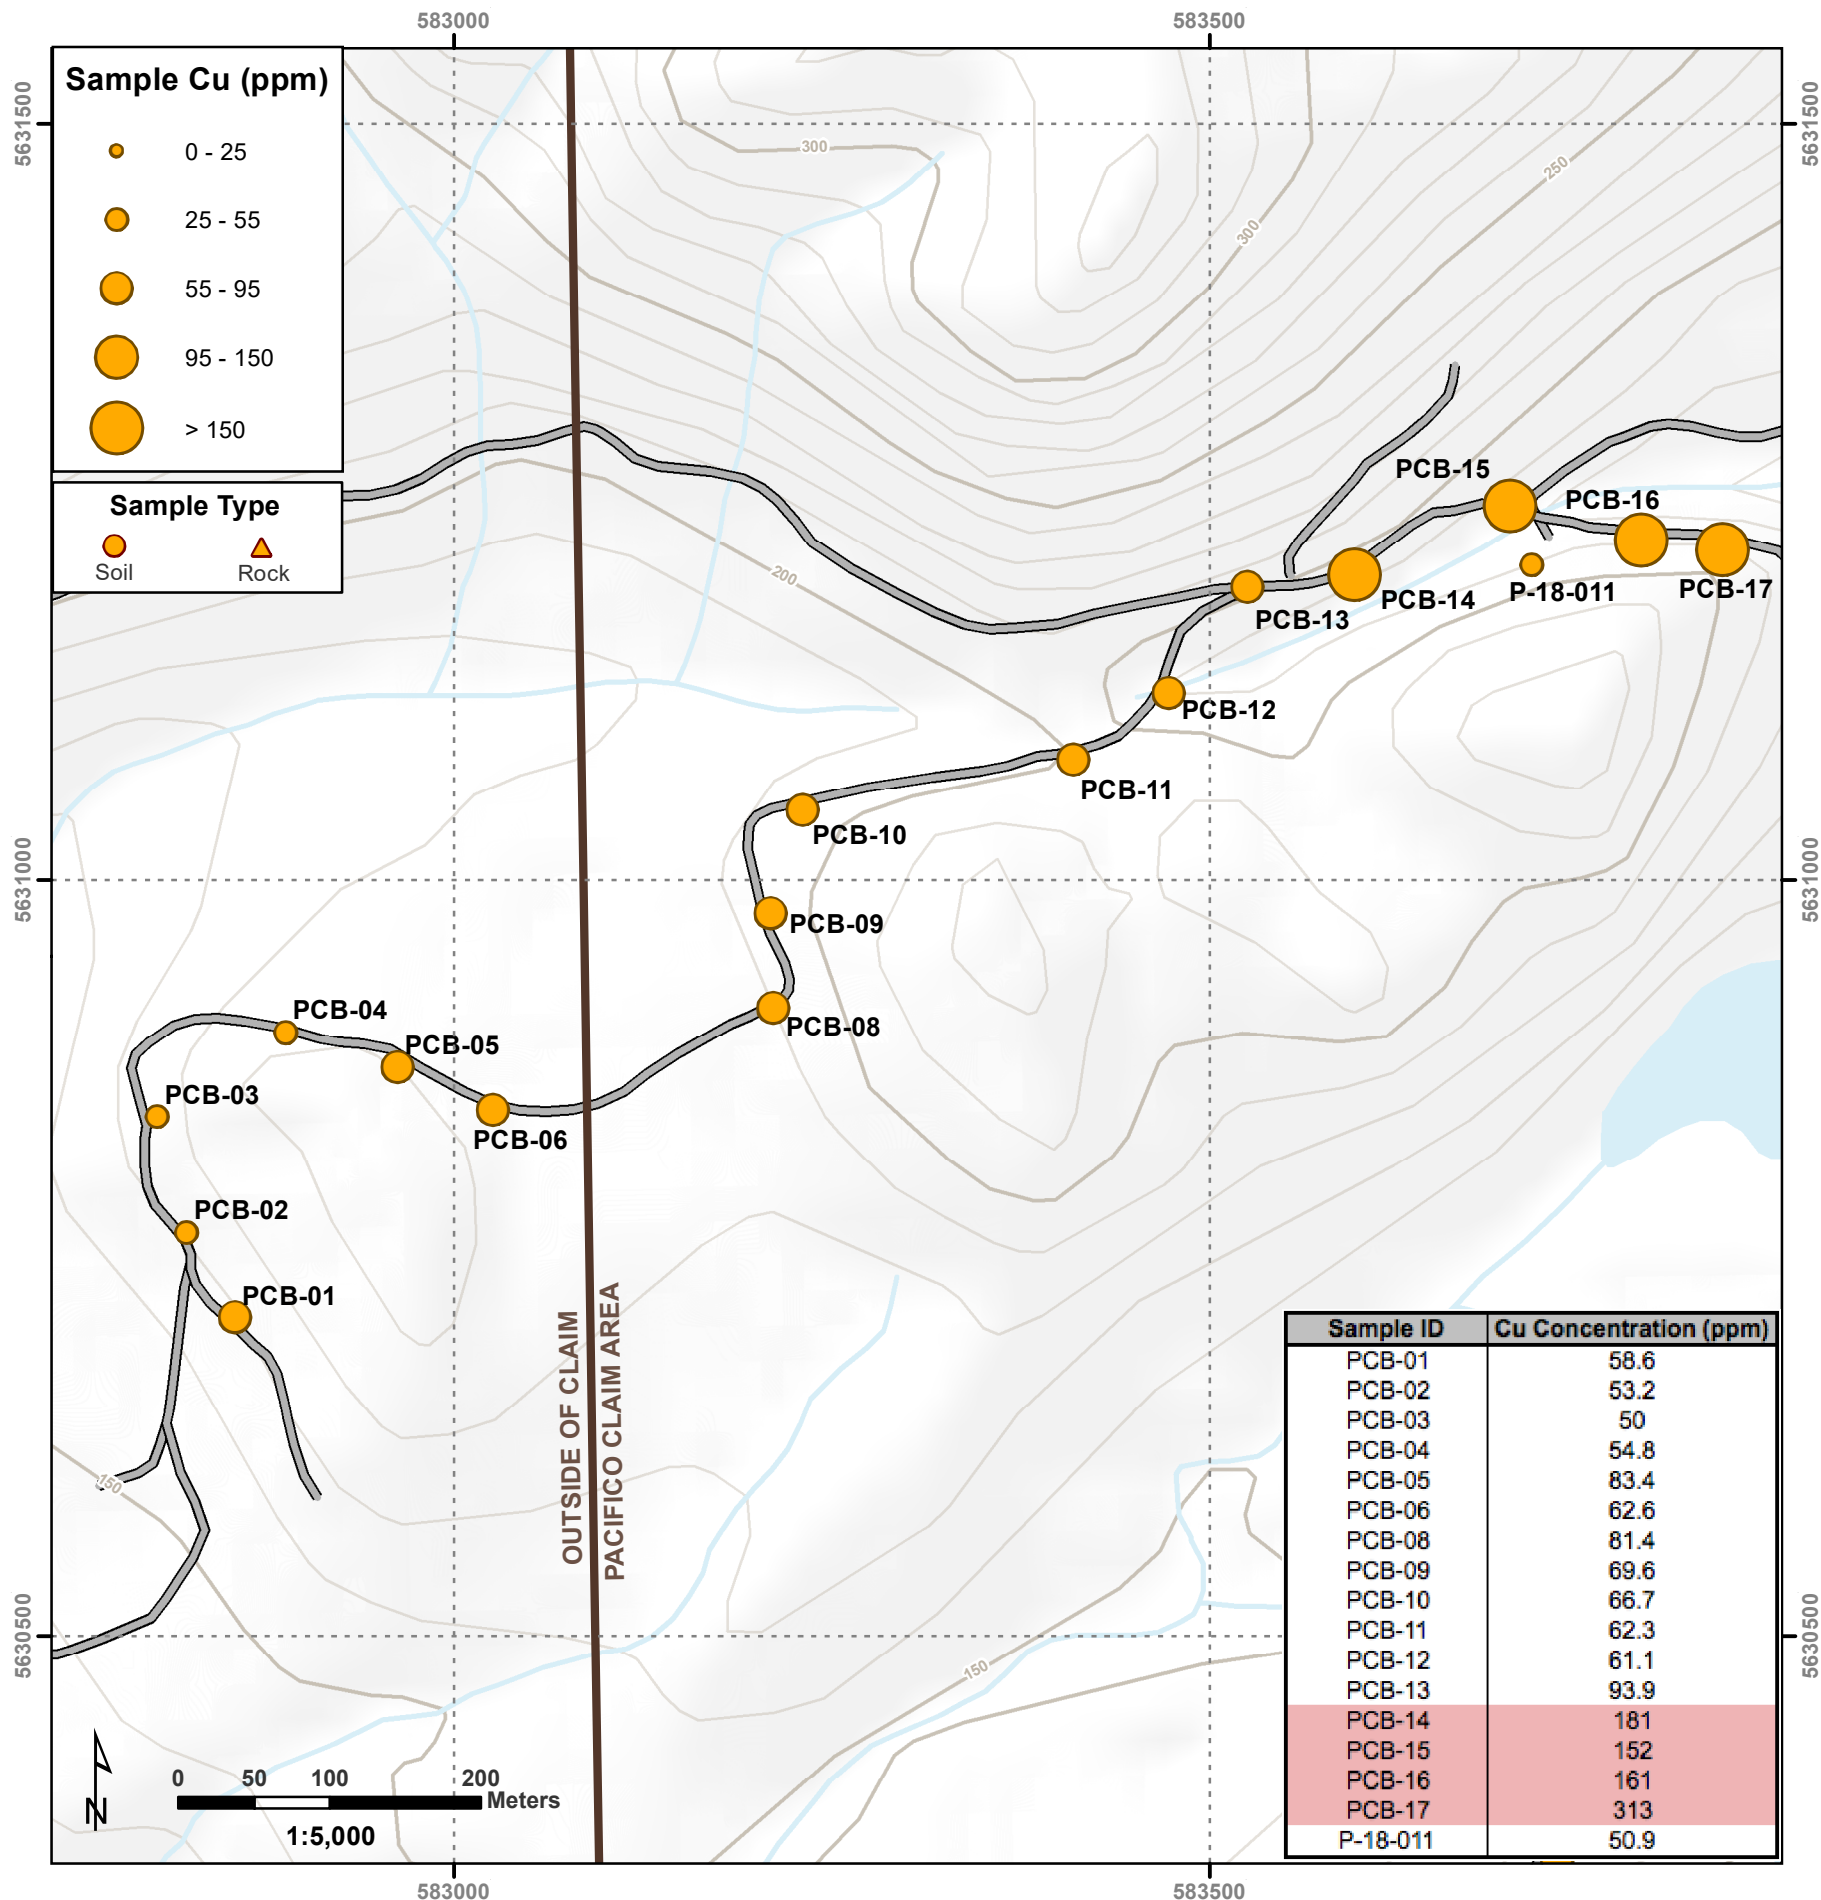 583000
583500
Sample Cu (ppm)
0 - 25
25 - 55
55 - 95
95 - 150
> 150
Sample Type
Soil
Rock
5631500
5631500
300
250
300
200
PCB-15
PCB-16
P-18-011
PCB-17
PCB-14
PCB-13
PCB-12
PCB-11
PCB-10
5631000
5631000
PCB-09
PCB-08
PCB-04
PCB-05
PCB-03
PCB-06
PCB-02
PCB-01
OUTSIDE OF CLAIM
PACIFICO CLAIM AREA
150
150
5630500
5630500
Sample ID Cu Concentration (ppm)
PCB-01 58.6
PCB-02 53.2
PCB-03 50
PCB-04 54.8
PCB-05 83.4
PCB-06 62.6
PCB-08 81.4
PCB-09 69.6
PCB-10 66.7
PCB-11 62.3
PCB-12 61.1
PCB-13 93.9
PCB-14 181
PCB-15 152
PCB-16 161
PCB-17 313
P-18-011 50.9
N
0 50 100 200
Meters
1:5,000
583000
583500